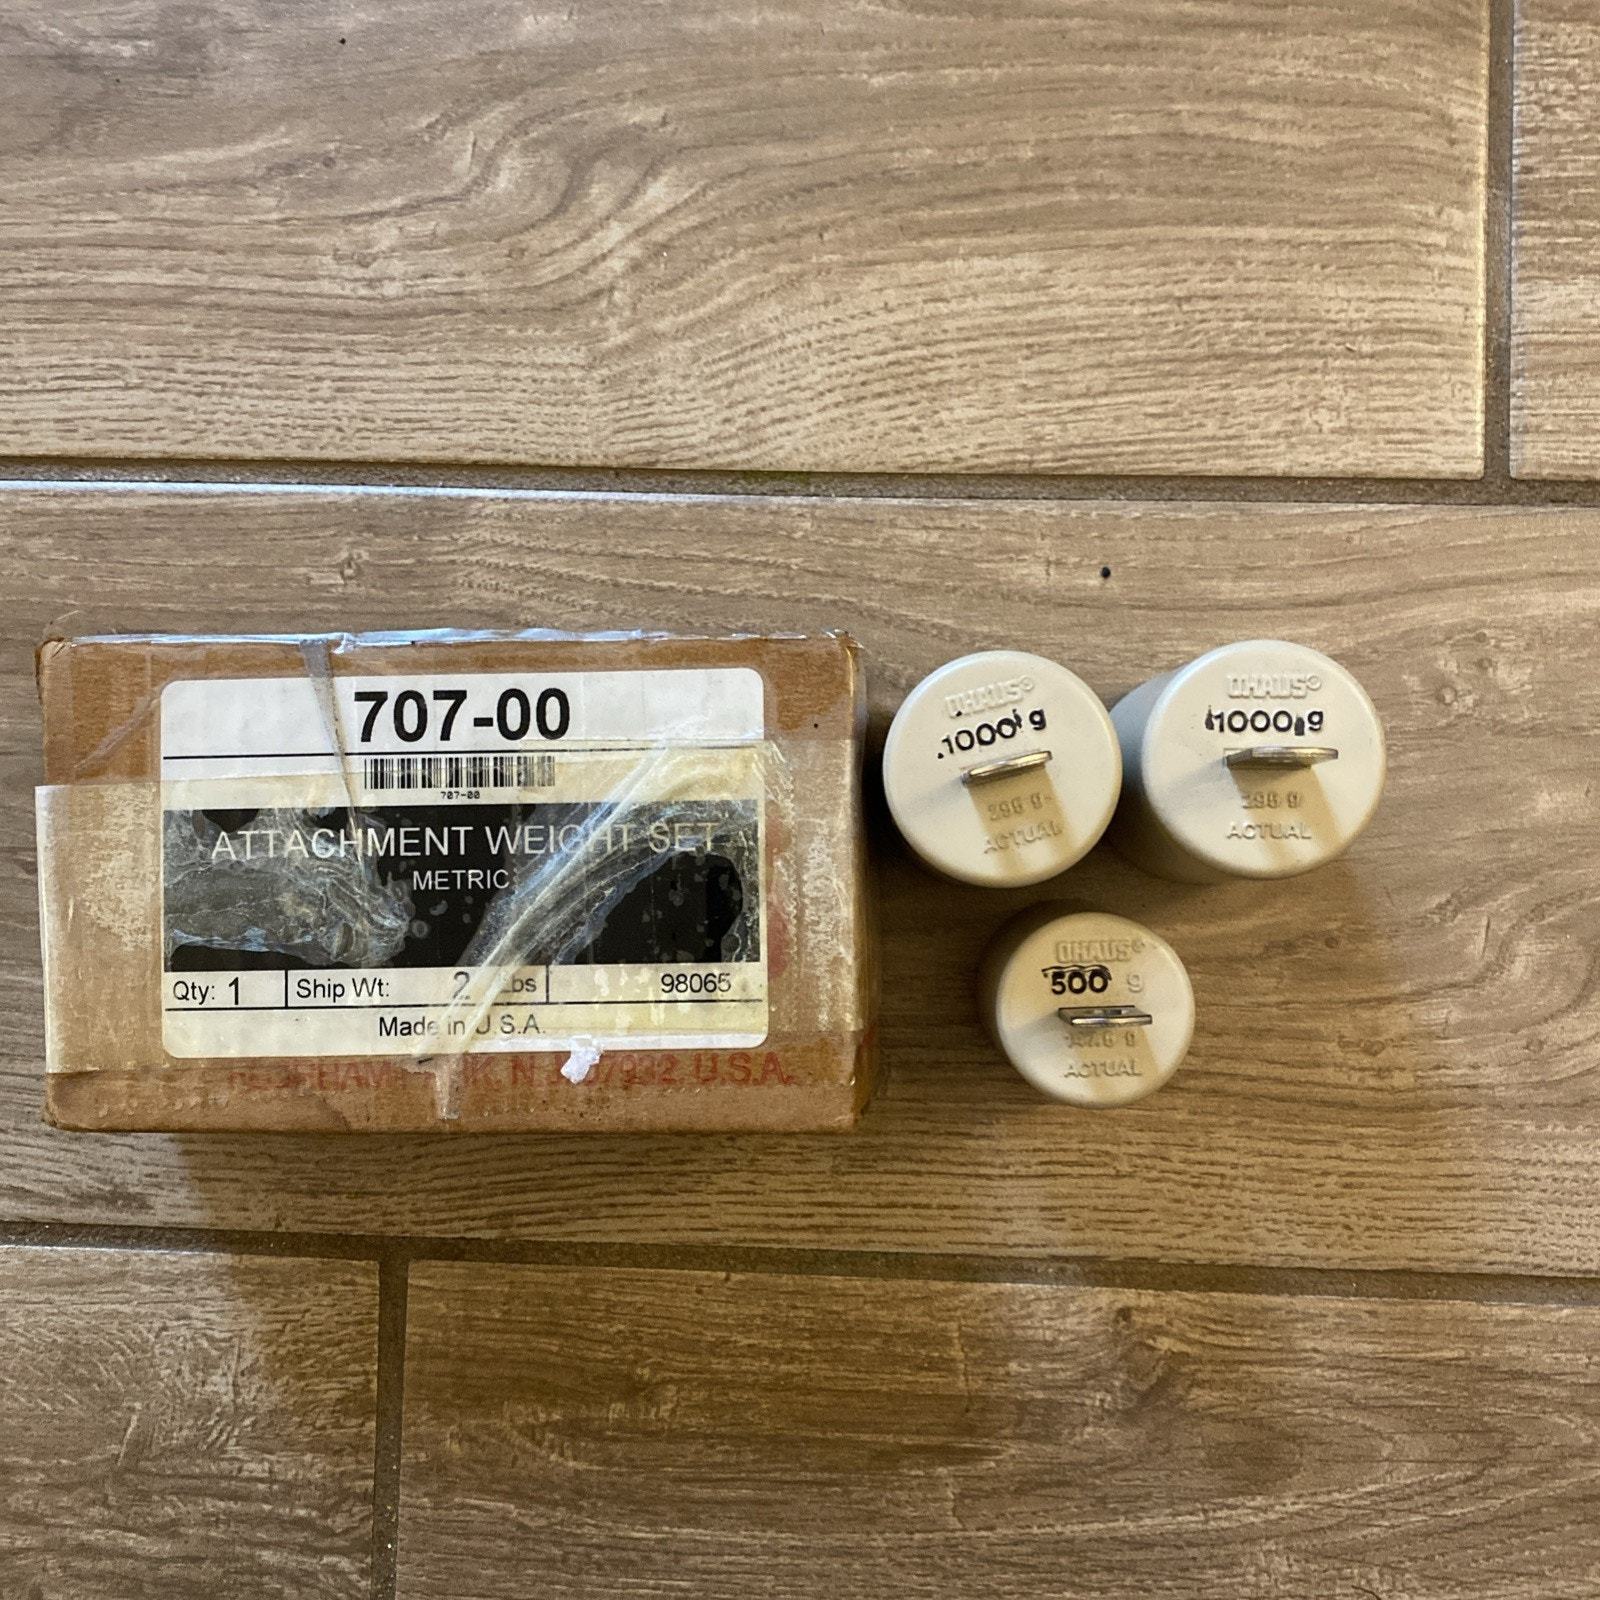 707-00
707-00
ATTACHMENT WEIGHT SET
METRIC
Qty: 1
Ship Wt: 2 Lbs
98065
Made in U.S.A.
N.J. 07932, U.S.A.
OHAUS®
1000 g
ACTUAL
OHAUS®
1000 g
ACTUAL
OHAUS®
500 g
ACTUAL